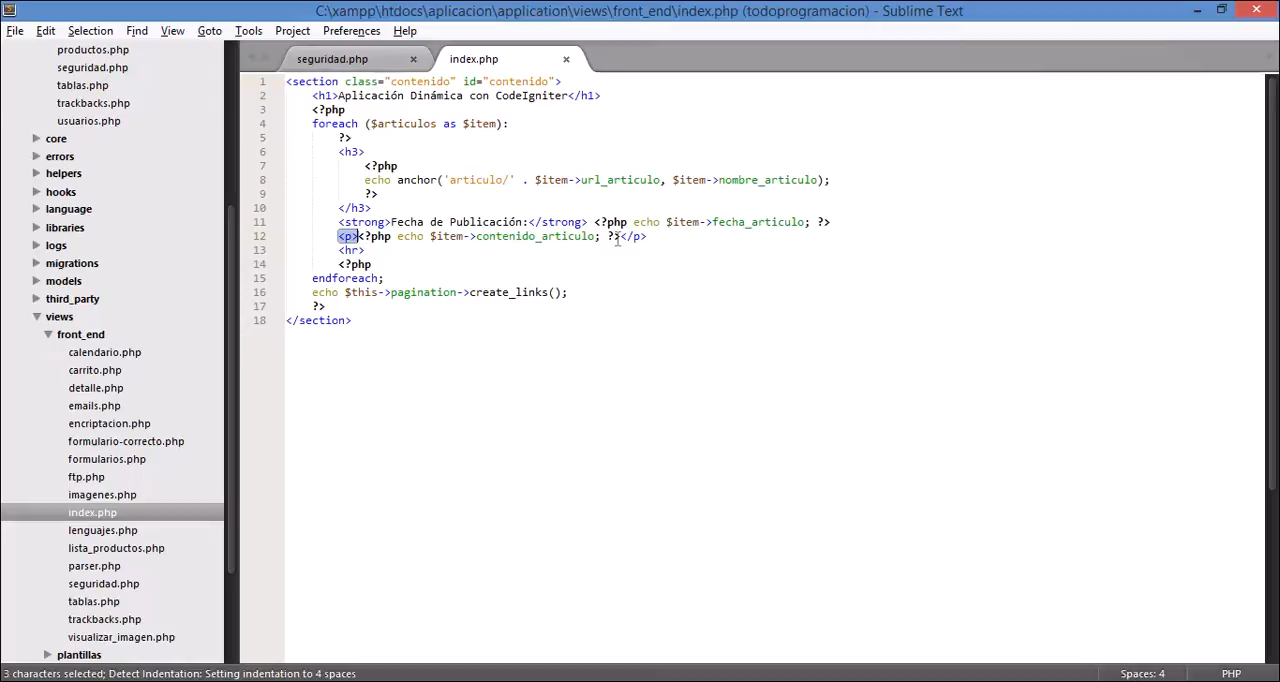 C:\xampp\htdocs\aplicacion\application\views\front_end\index.php (todoprogramacion) - Sublime Text
File Edit Selection Find View Goto Tools Project Preferences Help
productos.php
seguridad.php
tablas.php
trackbacks.php
usuarios.php
core
errors
helpers
hooks
language
libraries
logs
migrations
models
third_party
views
front_end
calendario.php
carrito.php
detalle.php
emails.php
encriptacion.php
formulario-correcto.php
formularios.php
ftp.php
imagenes.php
index.php
lenguajes.php
lista_productos.php
parser.php
seguridad.php
tablas.php
trackbacks.php
visualizar_imagen.php
plantillas
seguridad.php × index.php ×
1 <section class="contenido" id="contenido">
2 <h1>Aplicación Dinámica con CodeIgniter</h1>
3 <?php
4 foreach ($articulos as $item):
5 ?>
6 <h3>
7 <?php
8 echo anchor('articulo/' . $item->url_articulo, $item->nombre_articulo);
9 ?>
10 </h3>
11 <strong>Fecha de Publicación:</strong> <?php echo $item->fecha_articulo; ?>
12 <p><?php echo $item->contenido_articulo; ?></p>
13 <hr>
14 <?php
15 endforeach;
16 echo $this->pagination->create_links();
17 ?>
18 </section>
3 characters selected; Detect Indentation: Setting indentation to 4 spaces Spaces: 4 PHP